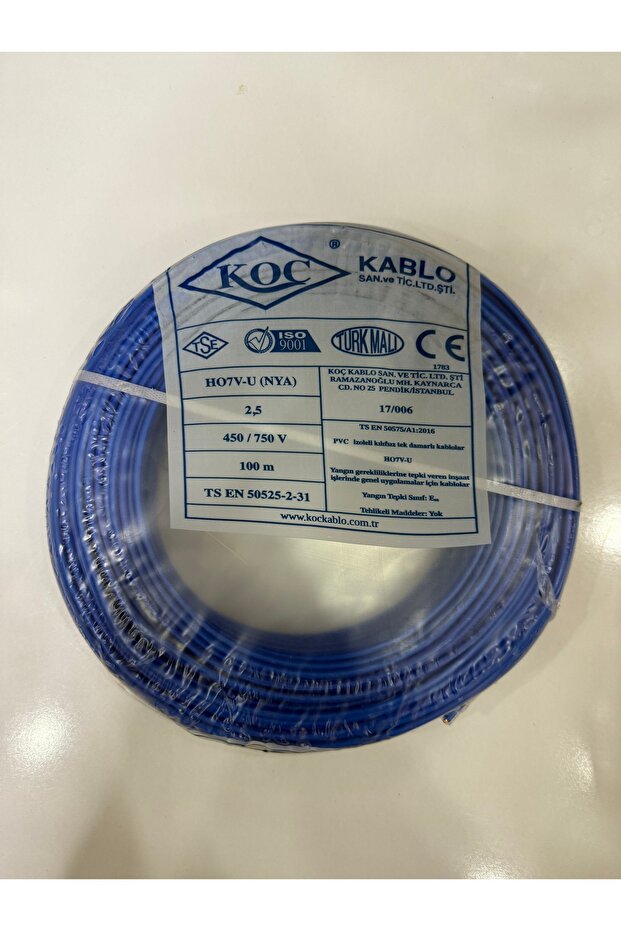 KOÇ ®
KABLO
SAN.ve TİC.LTD.ŞTİ.
TSE
ISO
9001
TÜRK MALI
CE
1783
HO7V-U (NYA)
2,5
450 / 750 V
100 m
TS EN 50525-2-31
KOÇ KABLO SAN. VE TİC. LTD. ŞTİ
RAMAZANOĞLU MH. KAYNARCA
CD. NO 25 PENDİK/İSTANBUL
17/006
TS EN 50575/A1:2016
PVC izoleli kılıfsız tek damarlı kablolar
HO7V-U
Yangın gerekliliklerine tepki veren inşaat
işlerinde genel uygulamalar için kablolar
Yangın Tepki Sınıf: Eca
Tehlikeli Maddeler: Yok
www.kockablo.com.tr